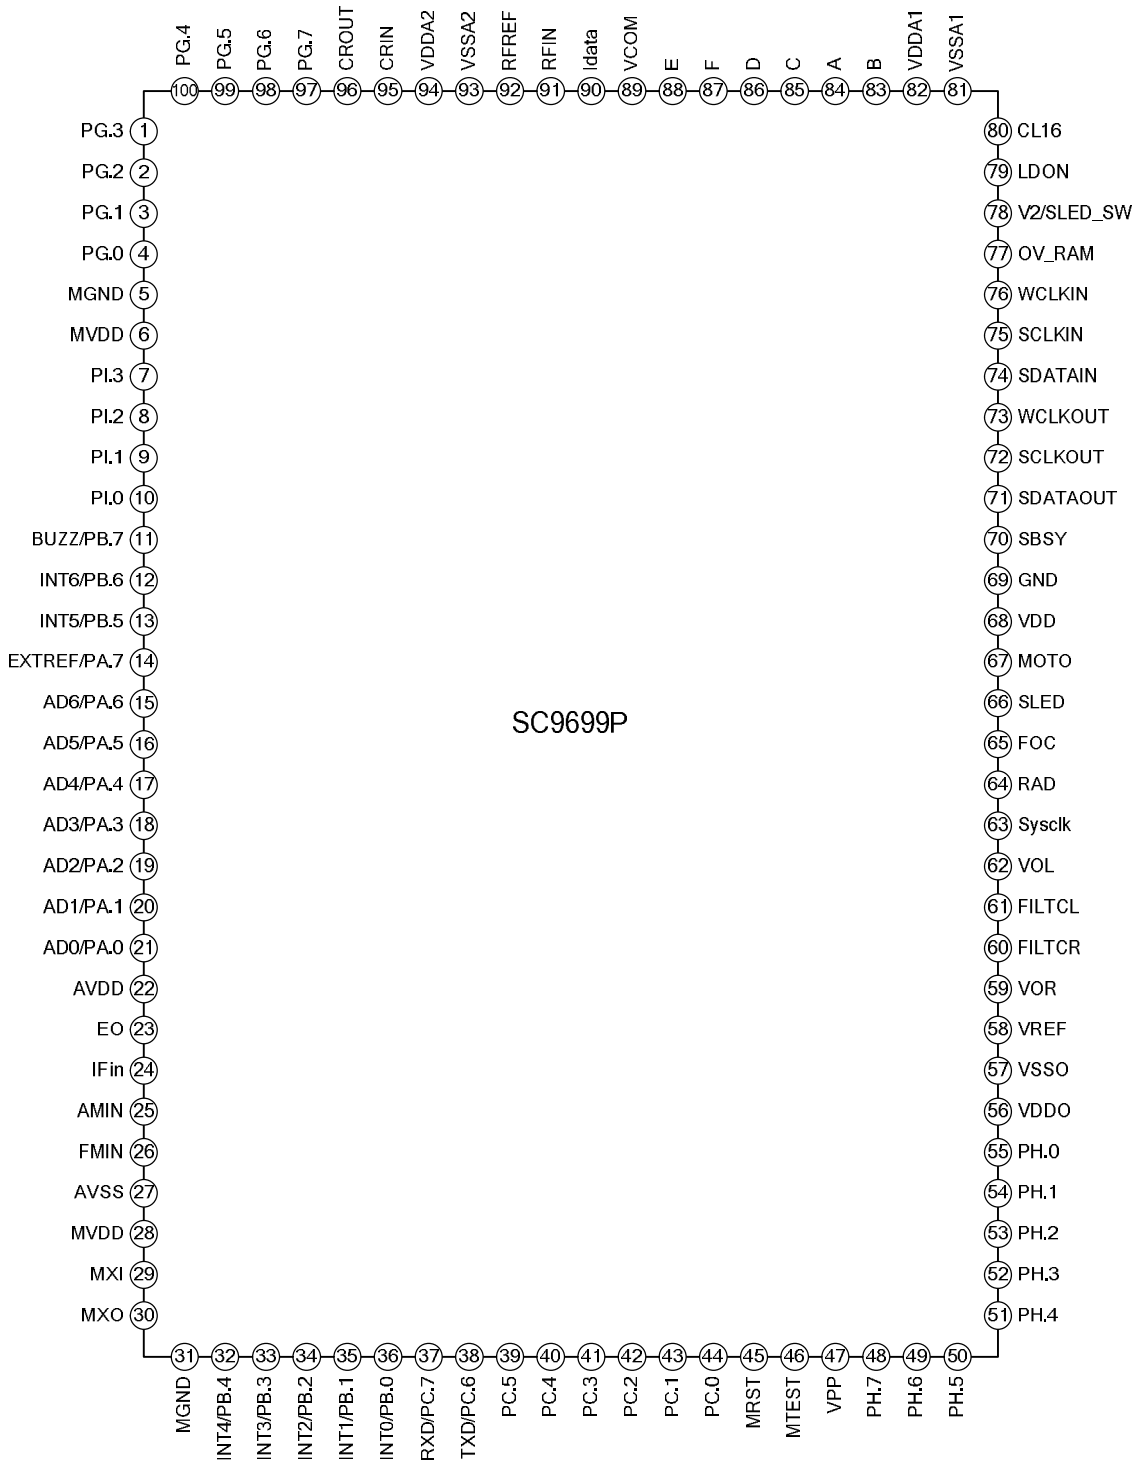 PG.4 PG.5 PG.6 PG.7 CROUT CRIN VDDA2 VSSA2 RFREF RFIN Idata VCOM E F D C A B VDDA1 VSSA1
100 99 98 97 96 95 94 93 92 91 90 89 88 87 86 85 84 83 82 81
PG.3 1 80 CL16
PG.2 2 79 LDON
PG.1 3 78 V2/SLED_SW
PG.0 4 77 OV_RAM
MGND 5 76 WCLKIN
MVDD 6 75 SCLKIN
PI.3 7 74 SDATAIN
PI.2 8 73 WCLKOUT
PI.1 9 72 SCLKOUT
PI.0 10 71 SDATAOUT
BUZZ/PB.7 11 70 SBSY
INT6/PB.6 12 69 GND
INT5/PB.5 13 68 VDD
EXTREF/PA.7 14 67 MOTO
AD6/PA.6 15 66 SLED
SC9699P
AD5/PA.5 16 65 FOC
AD4/PA.4 17 64 RAD
AD3/PA.3 18 63 Sysclk
AD2/PA.2 19 62 VOL
AD1/PA.1 20 61 FILTCL
AD0/PA.0 21 60 FILTCR
AVDD 22 59 VOR
EO 23 58 VREF
IFin 24 57 VSSO
AMIN 25 56 VDDO
FMIN 26 55 PH.0
AVSS 27 54 PH.1
MVDD 28 53 PH.2
MXI 29 52 PH.3
MXO 30 51 PH.4
31 32 33 34 35 36 37 38 39 40 41 42 43 44 45 46 47 48 49 50
MGND INT4/PB.4 INT3/PB.3 INT2/PB.2 INT1/PB.1 INT0/PB.0 RXD/PC.7 TXD/PC.6 PC.5 PC.4 PC.3 PC.2 PC.1 PC.0 MRST MTEST VPP PH.7 PH.6 PH.5